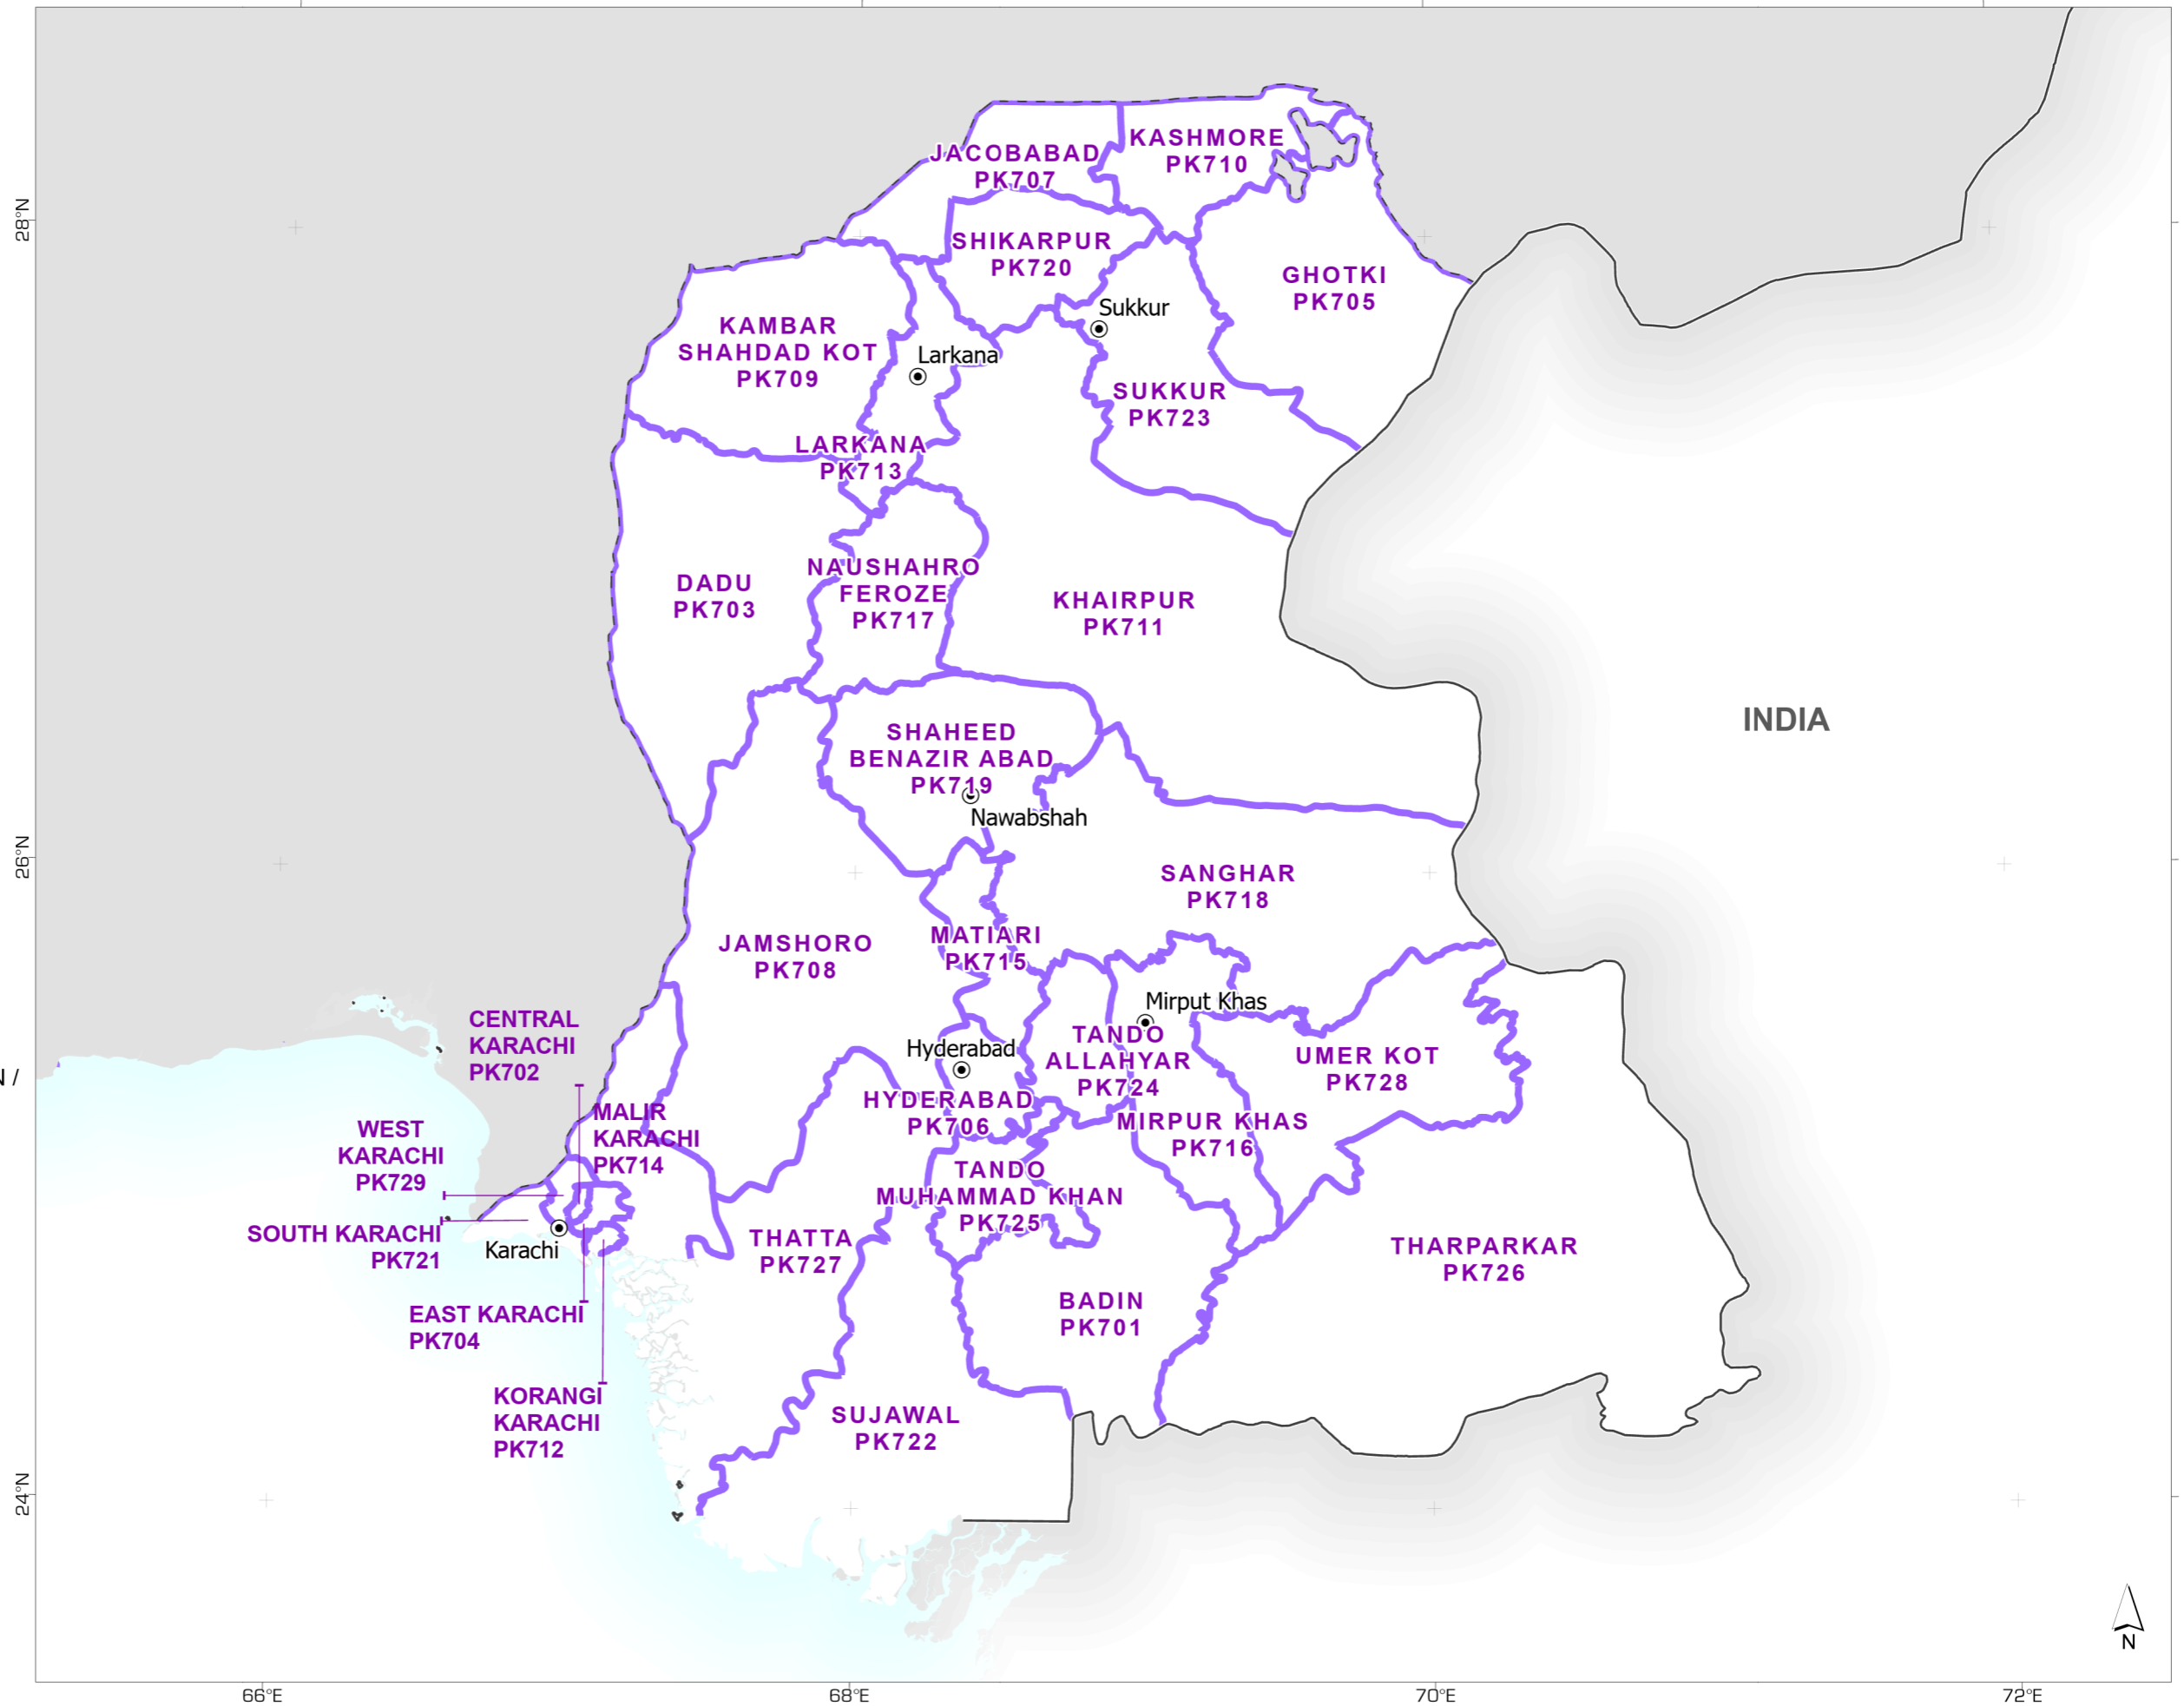 JACOBABAD
PK707
KASHMORE
PK710
28°N
SHIKARPUR
PK720
GHOTKI
PK705
Sukkur
KAMBAR
SHAHDAD KOT
PK709
Larkana
SUKKUR
PK723
LARKANA
PK713
NAUSHAHRO
FEROZE
PK717
DADU
PK703
KHAIRPUR
PK711
INDIA
SHAHEED
BENAZIR ABAD
PK719
Nawabshah
26°N
SANGHAR
PK718
JAMSHORO
PK708
MATIARI
PK715
Mirput Khas
CENTRAL
KARACHI
PK702
Hyderabad
TANDO
ALLAHYAR
PK724
UMER KOT
PK728
N /
HYDERABAD
PK706
MALIR
KARACHI
PK714
MIRPUR KHAS
PK716
WEST
KARACHI
PK729
TANDO
MUHAMMAD KHAN
PK725
SOUTH KARACHI
PK721
Karachi
THATTA
PK727
THARPARKAR
PK726
EAST KARACHI
PK704
BADIN
PK701
KORANGI
KARACHI
PK712
SUJAWAL
PK722
24°N
N
66°E
68°E
70°E
72°E